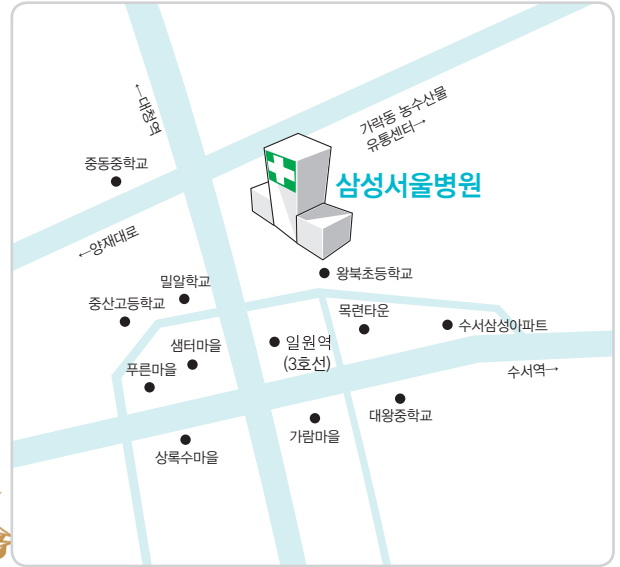 ←대청역
가락동 농수산물
유통센터→
중동중학교
삼성서울병원
←양재대로
왕북초등학교
밀알학교
중산고등학교
목련타운
수서삼성아파트
샘터마을
일원역
(3호선)
푸른마을
수서역→
대왕중학교
가람마을
상록수마을